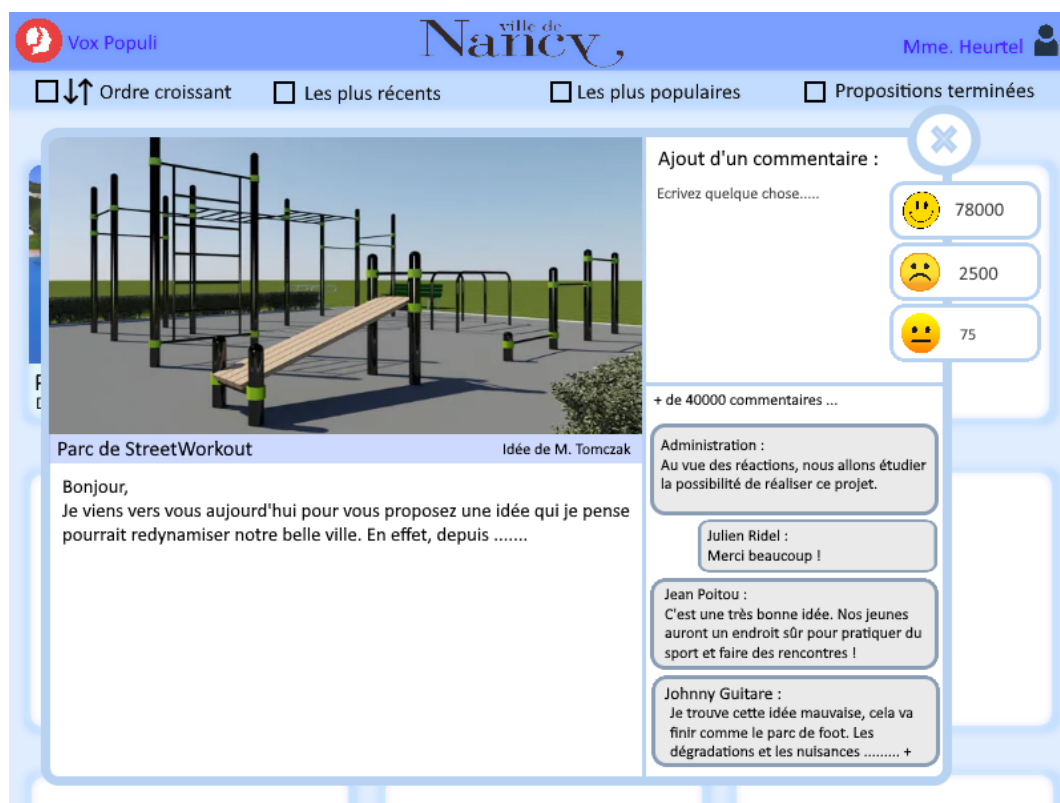 Vox Populi
ville de
Nancy,
Mme. Heurtel
Ordre croissant
Les plus récents
Les plus populaires
Propositions terminées
Ajout d'un commentaire :
Ecrivez quelque chose.....
78000
2500
75
+ de 40000 commentaires ...
Parc de StreetWorkout
Idée de M. Tomczak
Bonjour,
Je viens vers vous aujourd'hui pour vous proposez une idée qui je pense
pourrait redynamiser notre belle ville. En effet, depuis .......
Administration :
Au vue des réactions, nous allons étudier
la possibilité de réaliser ce projet.
Julien Ridel :
Merci beaucoup !
Jean Poitou :
C'est une très bonne idée. Nos jeunes
auront un endroit sûr pour pratiquer du
sport et faire des rencontres !
Johnny Guitare :
Je trouve cette idée mauvaise, cela va
finir comme le parc de foot. Les
dégradations et les nuisances ......... +